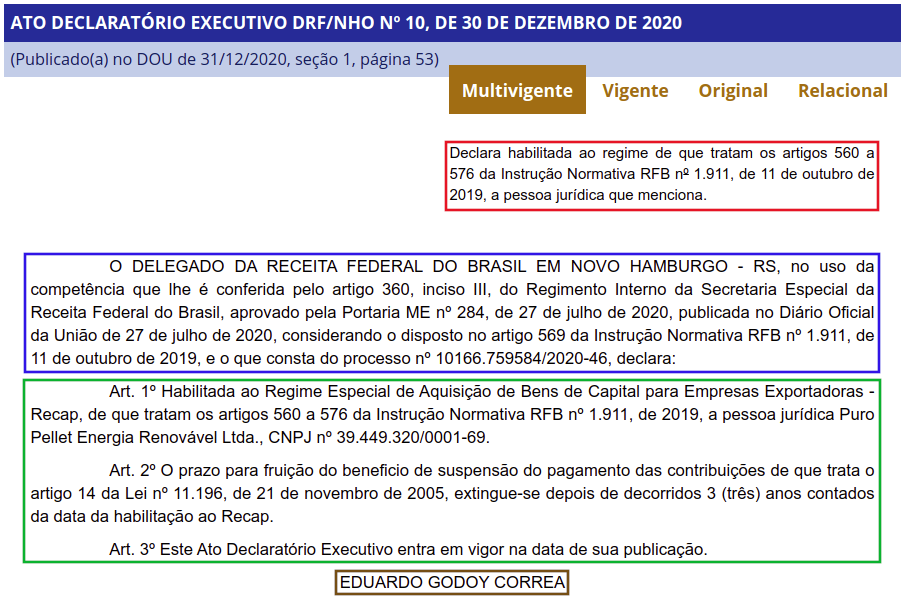 ATO DECLARATÓRIO EXECUTIVO DRF/NHO Nº 10, DE 30 DE DEZEMBRO DE 2020
(Publicado(a) no DOU de 31/12/2020, seção 1, página 53)
Multivigente Vigente Original Relacional
Declara habilitada ao regime de que tratam os artigos 560 a
576 da Instrução Normativa RFB nº 1.911, de 11 de outubro de
2019, a pessoa jurídica que menciona.
O DELEGADO DA RECEITA FEDERAL DO BRASIL EM NOVO HAMBURGO - RS, no uso da
competência que lhe é conferida pelo artigo 360, inciso III, do Regimento Interno da Secretaria Especial da
Receita Federal do Brasil, aprovado pela Portaria ME nº 284, de 27 de julho de 2020, publicada no Diário Oficial
da União de 27 de julho de 2020, considerando o disposto no artigo 569 da Instrução Normativa RFB nº 1.911, de
11 de outubro de 2019, e o que consta do processo nº 10166.759584/2020-46, declara:
Art. 1º Habilitada ao Regime Especial de Aquisição de Bens de Capital para Empresas Exportadoras -
Recap, de que tratam os artigos 560 a 576 da Instrução Normativa RFB nº 1.911, de 2019, a pessoa jurídica Puro
Pellet Energia Renovável Ltda., CNPJ nº 39.449.320/0001-69.
Art. 2º O prazo para fruição do beneficio de suspensão do pagamento das contribuições de que trata o
artigo 14 da Lei nº 11.196, de 21 de novembro de 2005, extingue-se depois de decorridos 3 (três) anos contados
da data da habilitação ao Recap.
Art. 3º Este Ato Declaratório Executivo entra em vigor na data de sua publicação.
EDUARDO GODOY CORREA